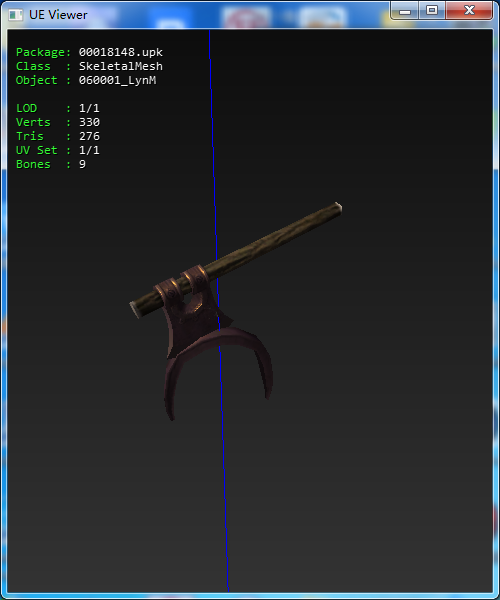 UE Viewer
Package: 00018148.upk
Class : SkeletalMesh
Object : 060001_LynM
LOD : 1/1
Verts : 330
Tris : 276
UV Set : 1/1
Bones : 9